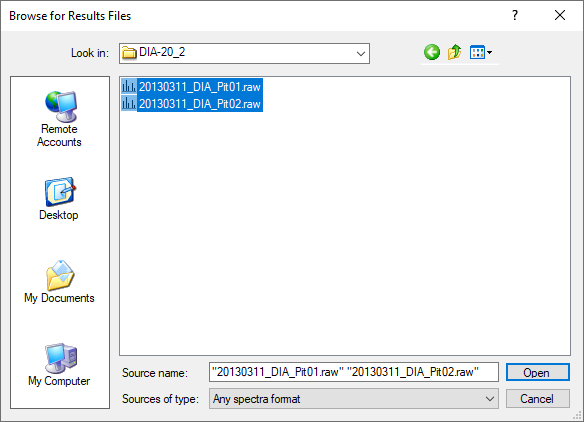 Browse for Results Files
Look in: DIA-20_2
20130311_DIA_Pit01.raw
20130311_DIA_Pit02.raw
Remote
Accounts
Desktop
My Documents
My Computer
Source name: "20130311_DIA_Pit01.raw" "20130311_DIA_Pit02.raw" Open
Sources of type: Any spectra format Cancel